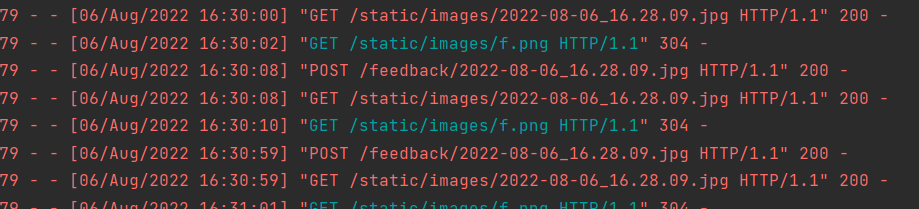 79 - - [06/Aug/2022 16:30:00] "GET /static/images/2022-08-06_16.28.09.jpg HTTP/1.1" 200 -
79 - - [06/Aug/2022 16:30:02] "GET /static/images/f.png HTTP/1.1" 304 -
79 - - [06/Aug/2022 16:30:08] "POST /feedback/2022-08-06_16.28.09.jpg HTTP/1.1" 200 -
79 - - [06/Aug/2022 16:30:08] "GET /static/images/2022-08-06_16.28.09.jpg HTTP/1.1" 200 -
79 - - [06/Aug/2022 16:30:10] "GET /static/images/f.png HTTP/1.1" 304 -
79 - - [06/Aug/2022 16:30:59] "POST /feedback/2022-08-06_16.28.09.jpg HTTP/1.1" 200 -
79 - - [06/Aug/2022 16:30:59] "GET /static/images/2022-08-06_16.28.09.jpg HTTP/1.1" 200 -
79 - - [06/Aug/2022 16:31:01] "GET /static/images/f.png HTTP/1.1" 304 -